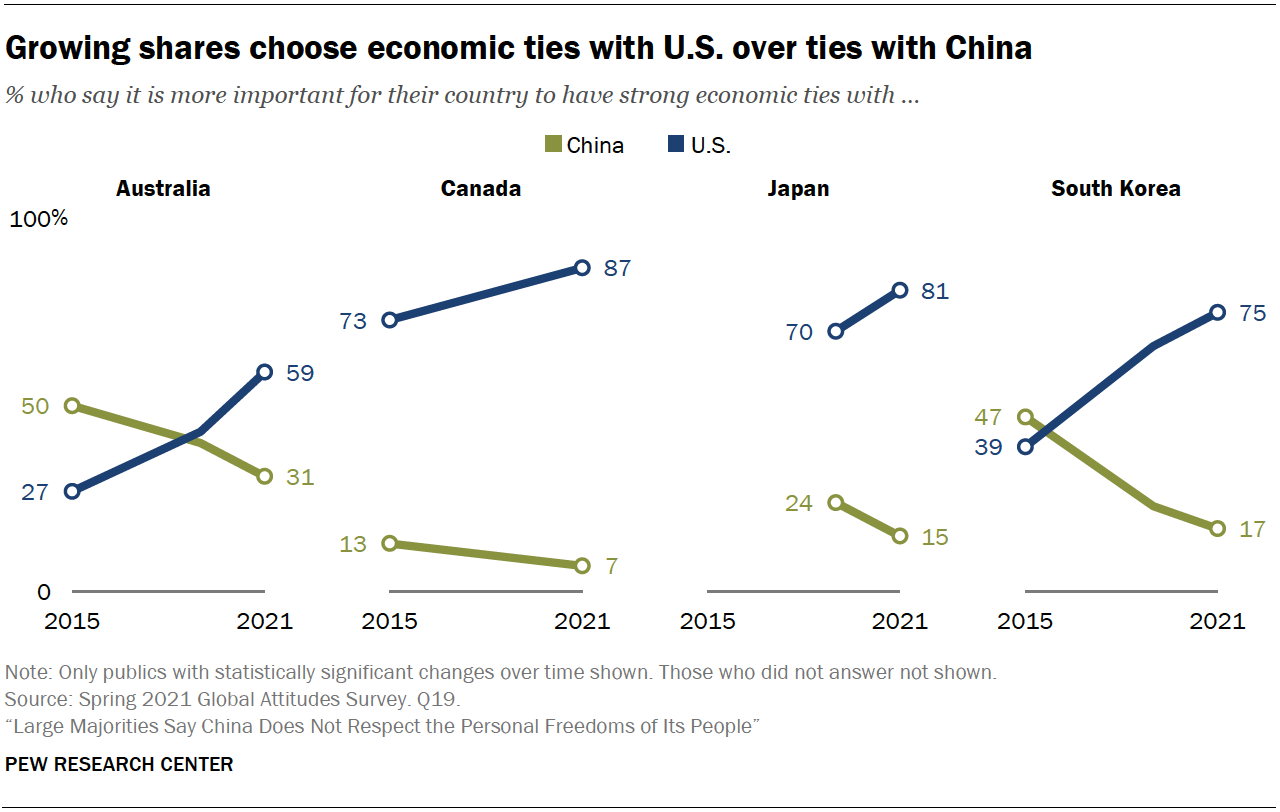 Growing shares choose economic ties with U.S. over ties with China
% who say it is more important for their country to have strong economic ties with ...
China U.S.
Australia Canada Japan South Korea
100%
87
81
73
75
70
59
50
47
39
31
27
24
13
15
17
7
0
2015 2021 2015 2021 2015 2021 2015 2021
Note: Only publics with statistically significant changes over time shown. Those who did not answer not shown.
Source: Spring 2021 Global Attitudes Survey. Q19.
“Large Majorities Say China Does Not Respect the Personal Freedoms of Its People”
PEW RESEARCH CENTER